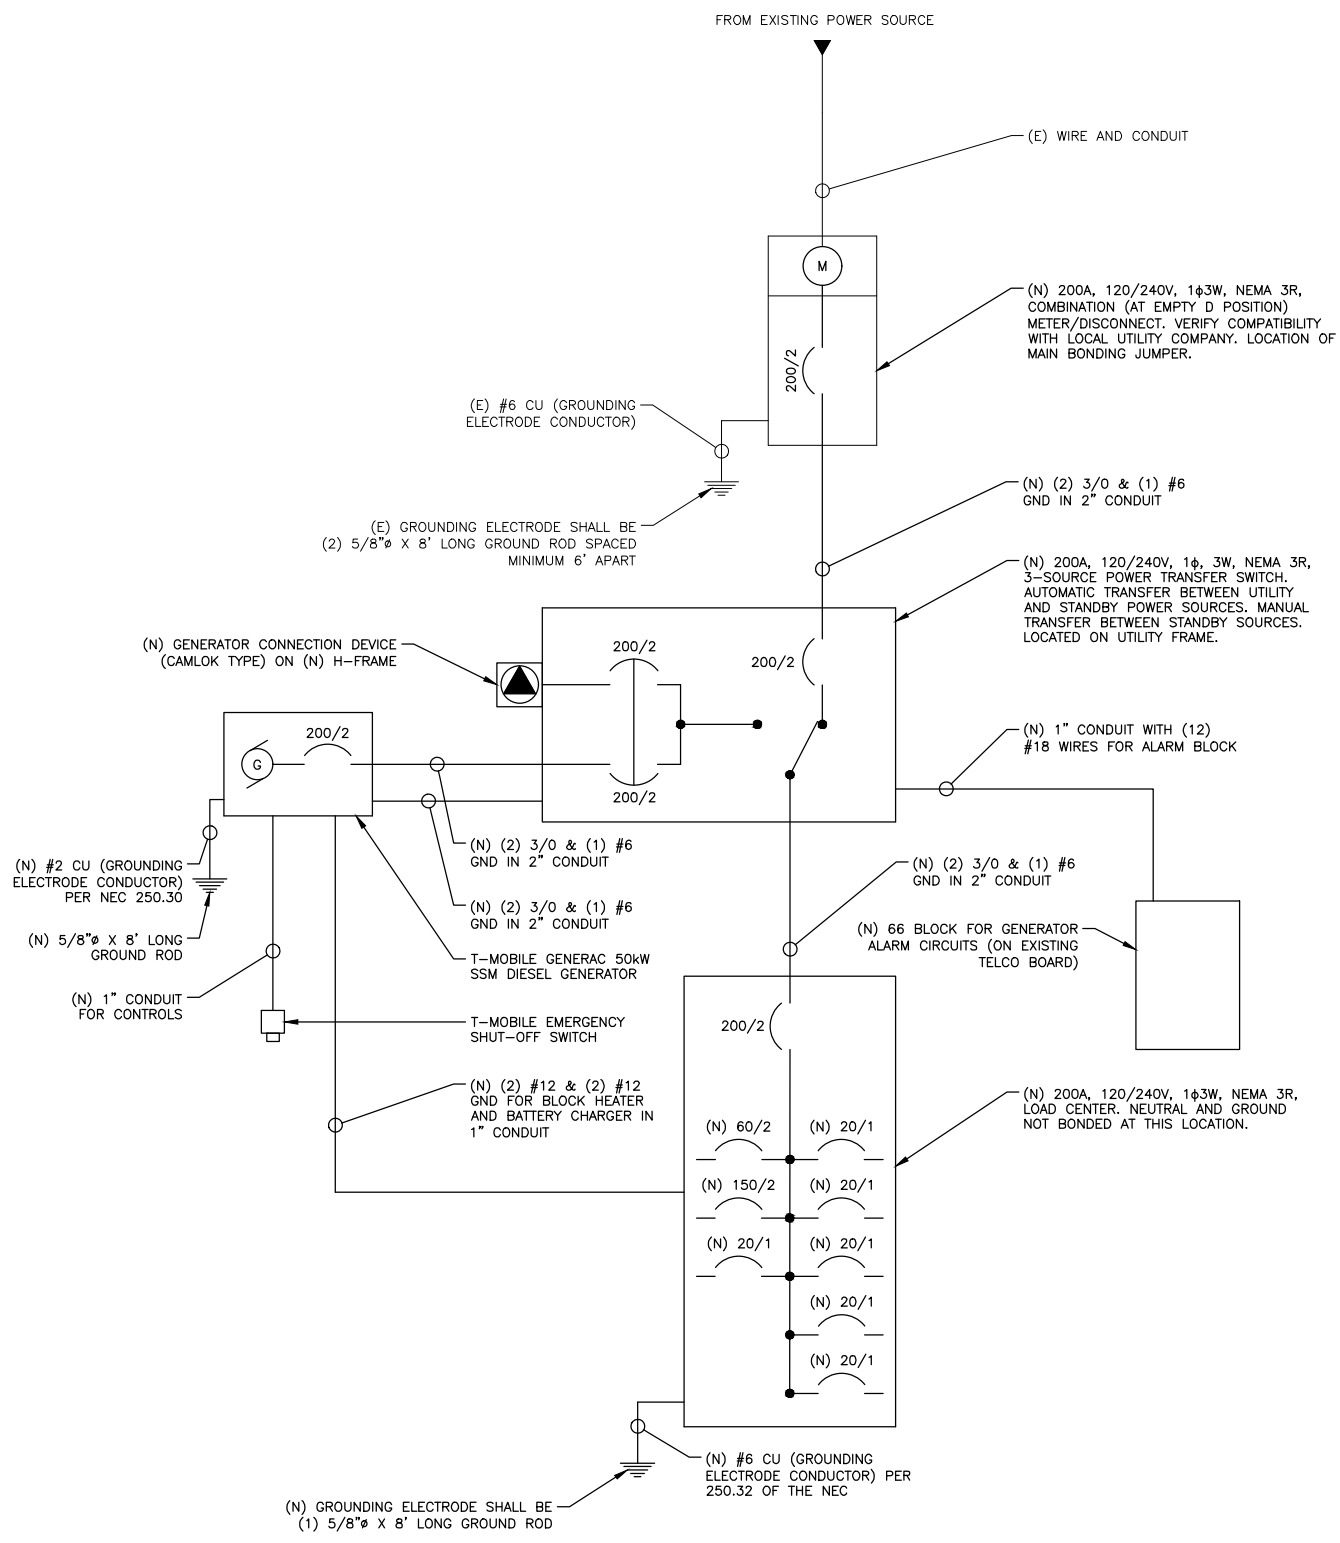 FROM EXISTING POWER SOURCE
(E) WIRE AND CONDUIT
M
(N) 200A, 120/240V, 1ϕ3W, NEMA 3R,
COMBINATION (AT EMPTY D POSITION)
METER/DISCONNECT. VERIFY COMPATIBILITY
WITH LOCAL UTILITY COMPANY. LOCATION OF
MAIN BONDING JUMPER.
200/2
(E) #6 CU (GROUNDING
ELECTRODE CONDUCTOR)
(E) GROUNDING ELECTRODE SHALL BE
(2) 5/8"ø X 8' LONG GROUND ROD SPACED
MINIMUM 6' APART
(N) (2) 3/0 & (1) #6
GND IN 2" CONDUIT
(N) 200A, 120/240V, 1ϕ, 3W, NEMA 3R,
3-SOURCE POWER TRANSFER SWITCH.
AUTOMATIC TRANSFER BETWEEN UTILITY
AND STANDBY POWER SOURCES. MANUAL
TRANSFER BETWEEN STANDBY SOURCES.
LOCATED ON UTILITY FRAME.
(N) GENERATOR CONNECTION DEVICE
(CAMLOK TYPE) ON (N) H-FRAME
200/2
200/2
200/2
G
200/2
(N) 1" CONDUIT WITH (12)
#18 WIRES FOR ALARM BLOCK
(N) (2) 3/0 & (1) #6
GND IN 2" CONDUIT
(N) (2) 3/0 & (1) #6
GND IN 2" CONDUIT
(N) (2) 3/0 & (1) #6
GND IN 2" CONDUIT
(N) #2 CU (GROUNDING
ELECTRODE CONDUCTOR)
PER NEC 250.30
(N) 5/8"ø X 8' LONG
GROUND ROD
(N) 1" CONDUIT
FOR CONTROLS
T-MOBILE GENERAC 50kW
SSM DIESEL GENERATOR
T-MOBILE EMERGENCY
SHUT-OFF SWITCH
(N) 66 BLOCK FOR GENERATOR
ALARM CIRCUITS (ON EXISTING
TELCO BOARD)
(N) (2) #12 & (2) #12
GND FOR BLOCK HEATER
AND BATTERY CHARGER IN
1" CONDUIT
200/2
(N) 200A, 120/240V, 1ϕ3W, NEMA 3R,
LOAD CENTER. NEUTRAL AND GROUND
NOT BONDED AT THIS LOCATION.
(N) 60/2
(N) 20/1
(N) 150/2
(N) 20/1
(N) 20/1
(N) 20/1
(N) 20/1
(N) 20/1
(N) #6 CU (GROUNDING
ELECTRODE CONDUCTOR) PER
250.32 OF THE NEC
(N) GROUNDING ELECTRODE SHALL BE
(1) 5/8"ø X 8' LONG GROUND ROD